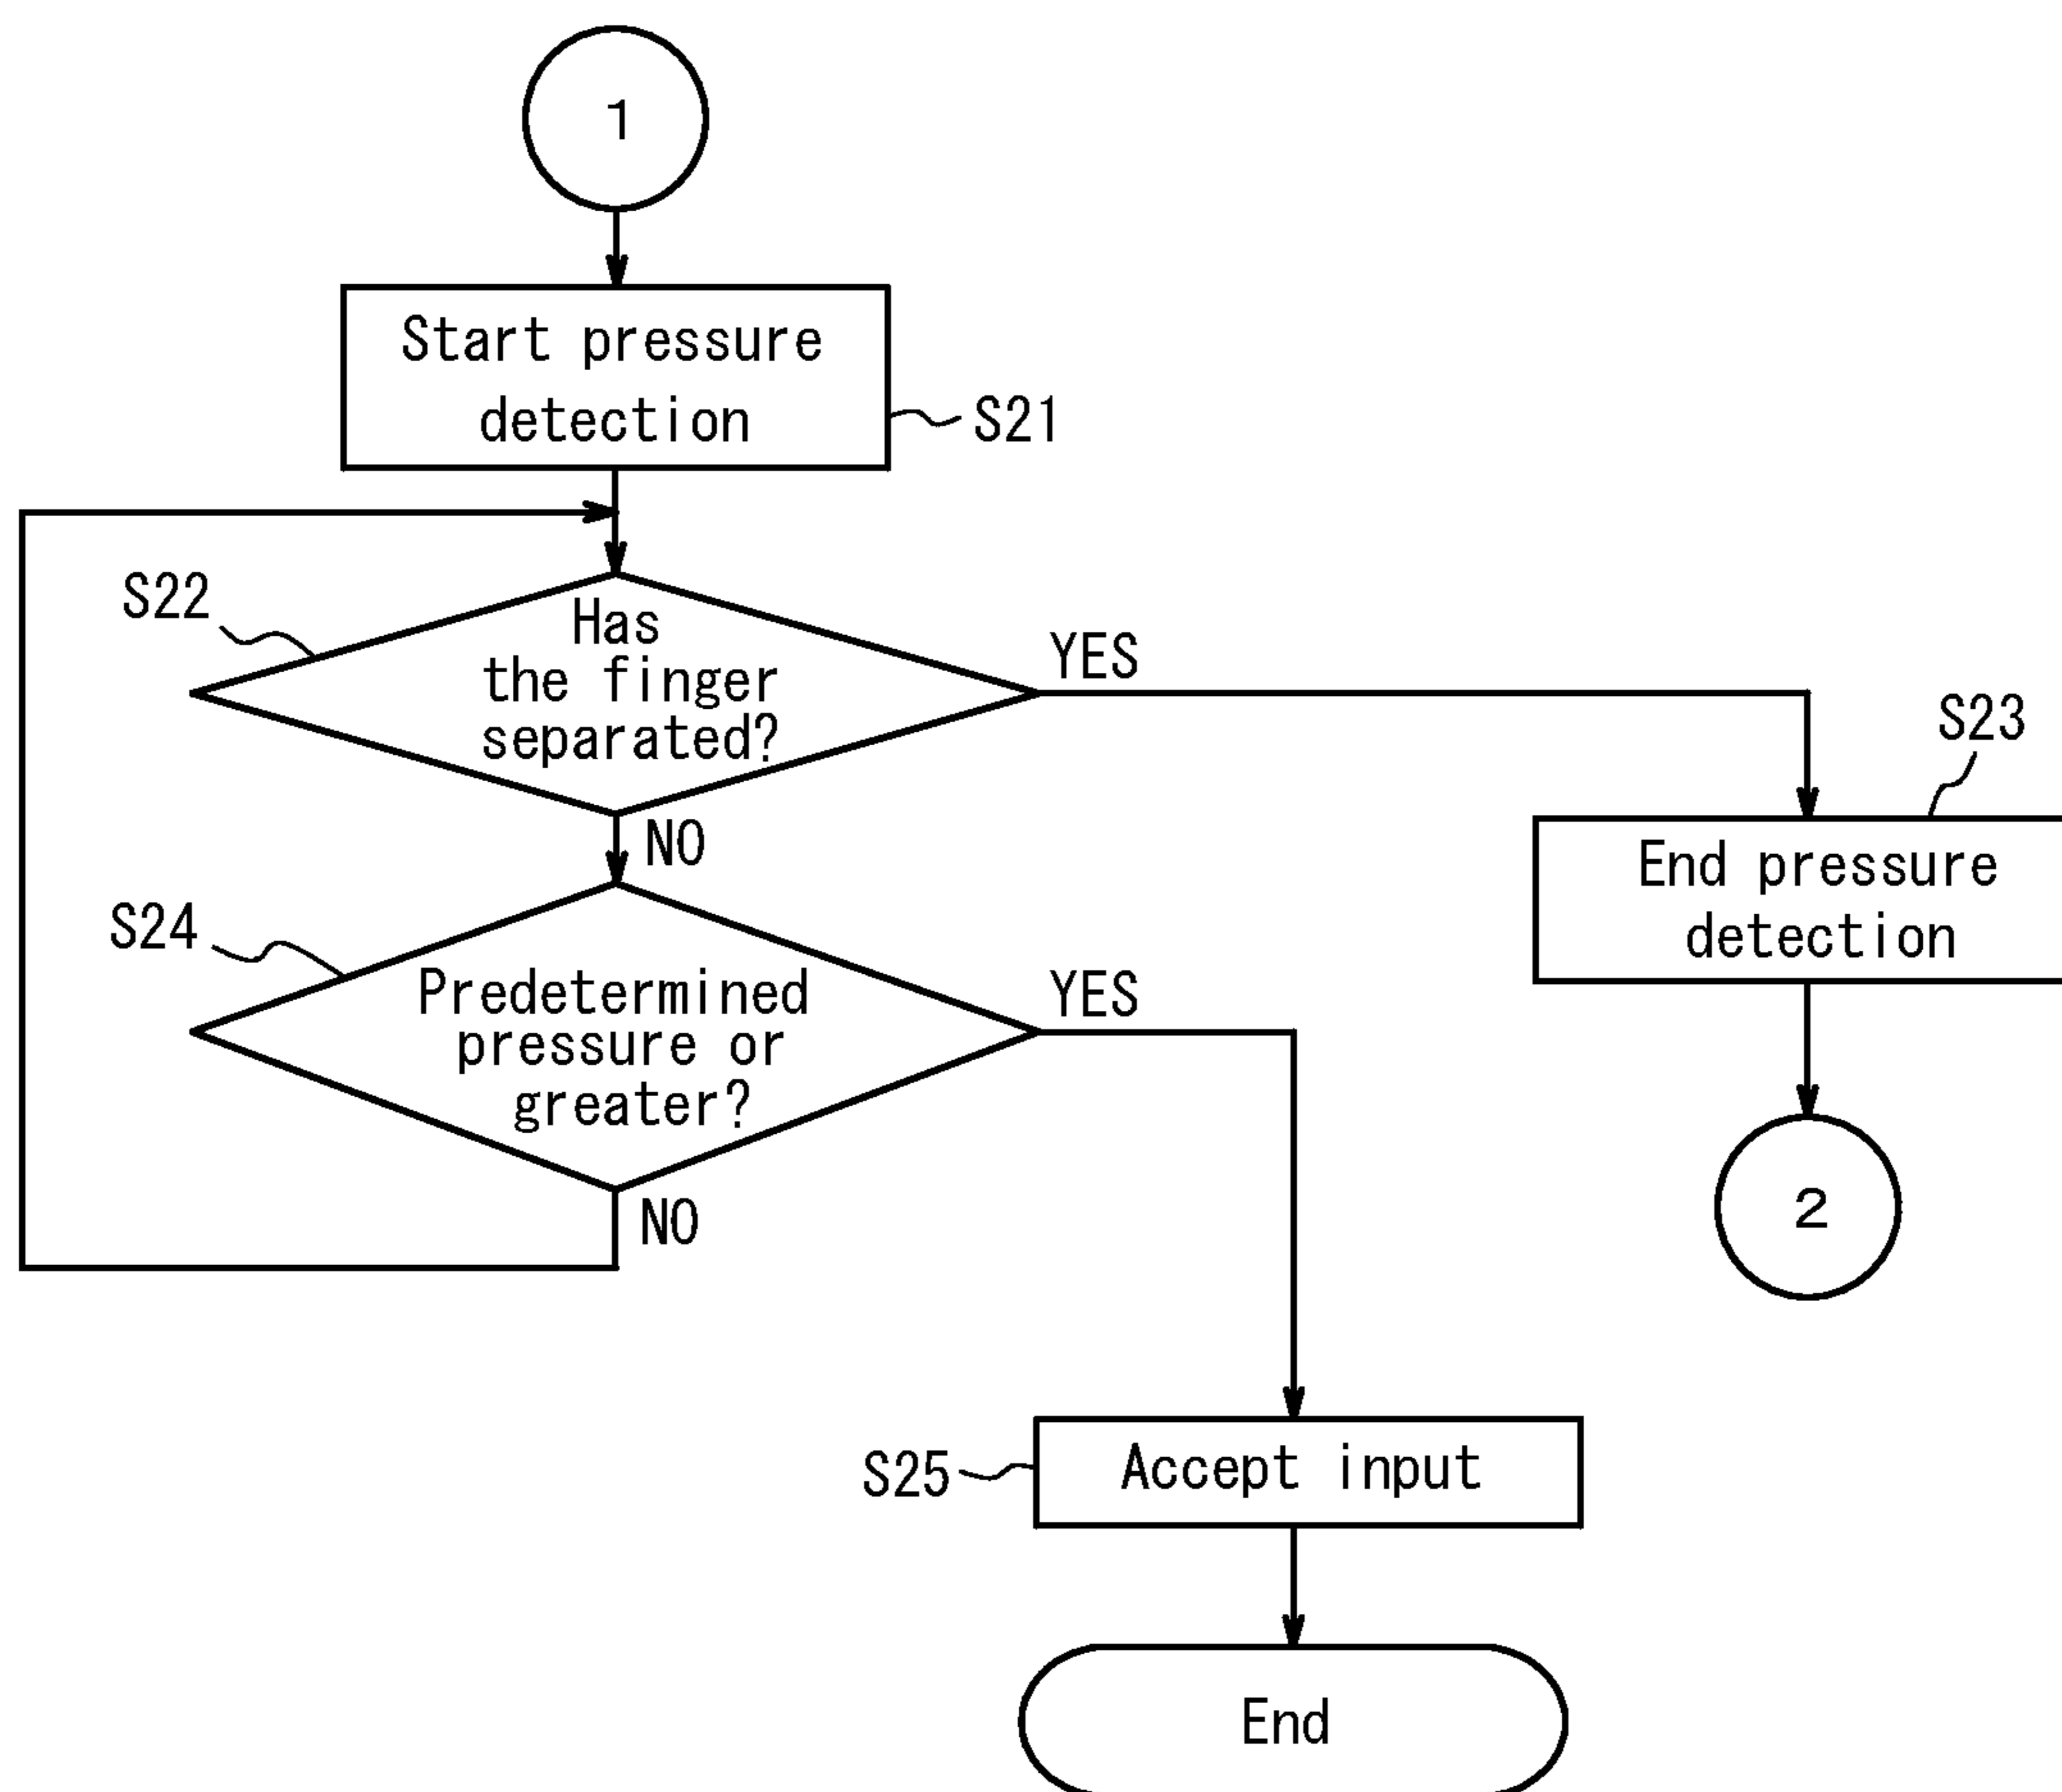 1
Start pressure
detection
S21
S22
Has
the finger
separated?
YES
NO
S23
End pressure
detection
S24
Predetermined
pressure or
greater?
YES
NO
2
S25
Accept input
End